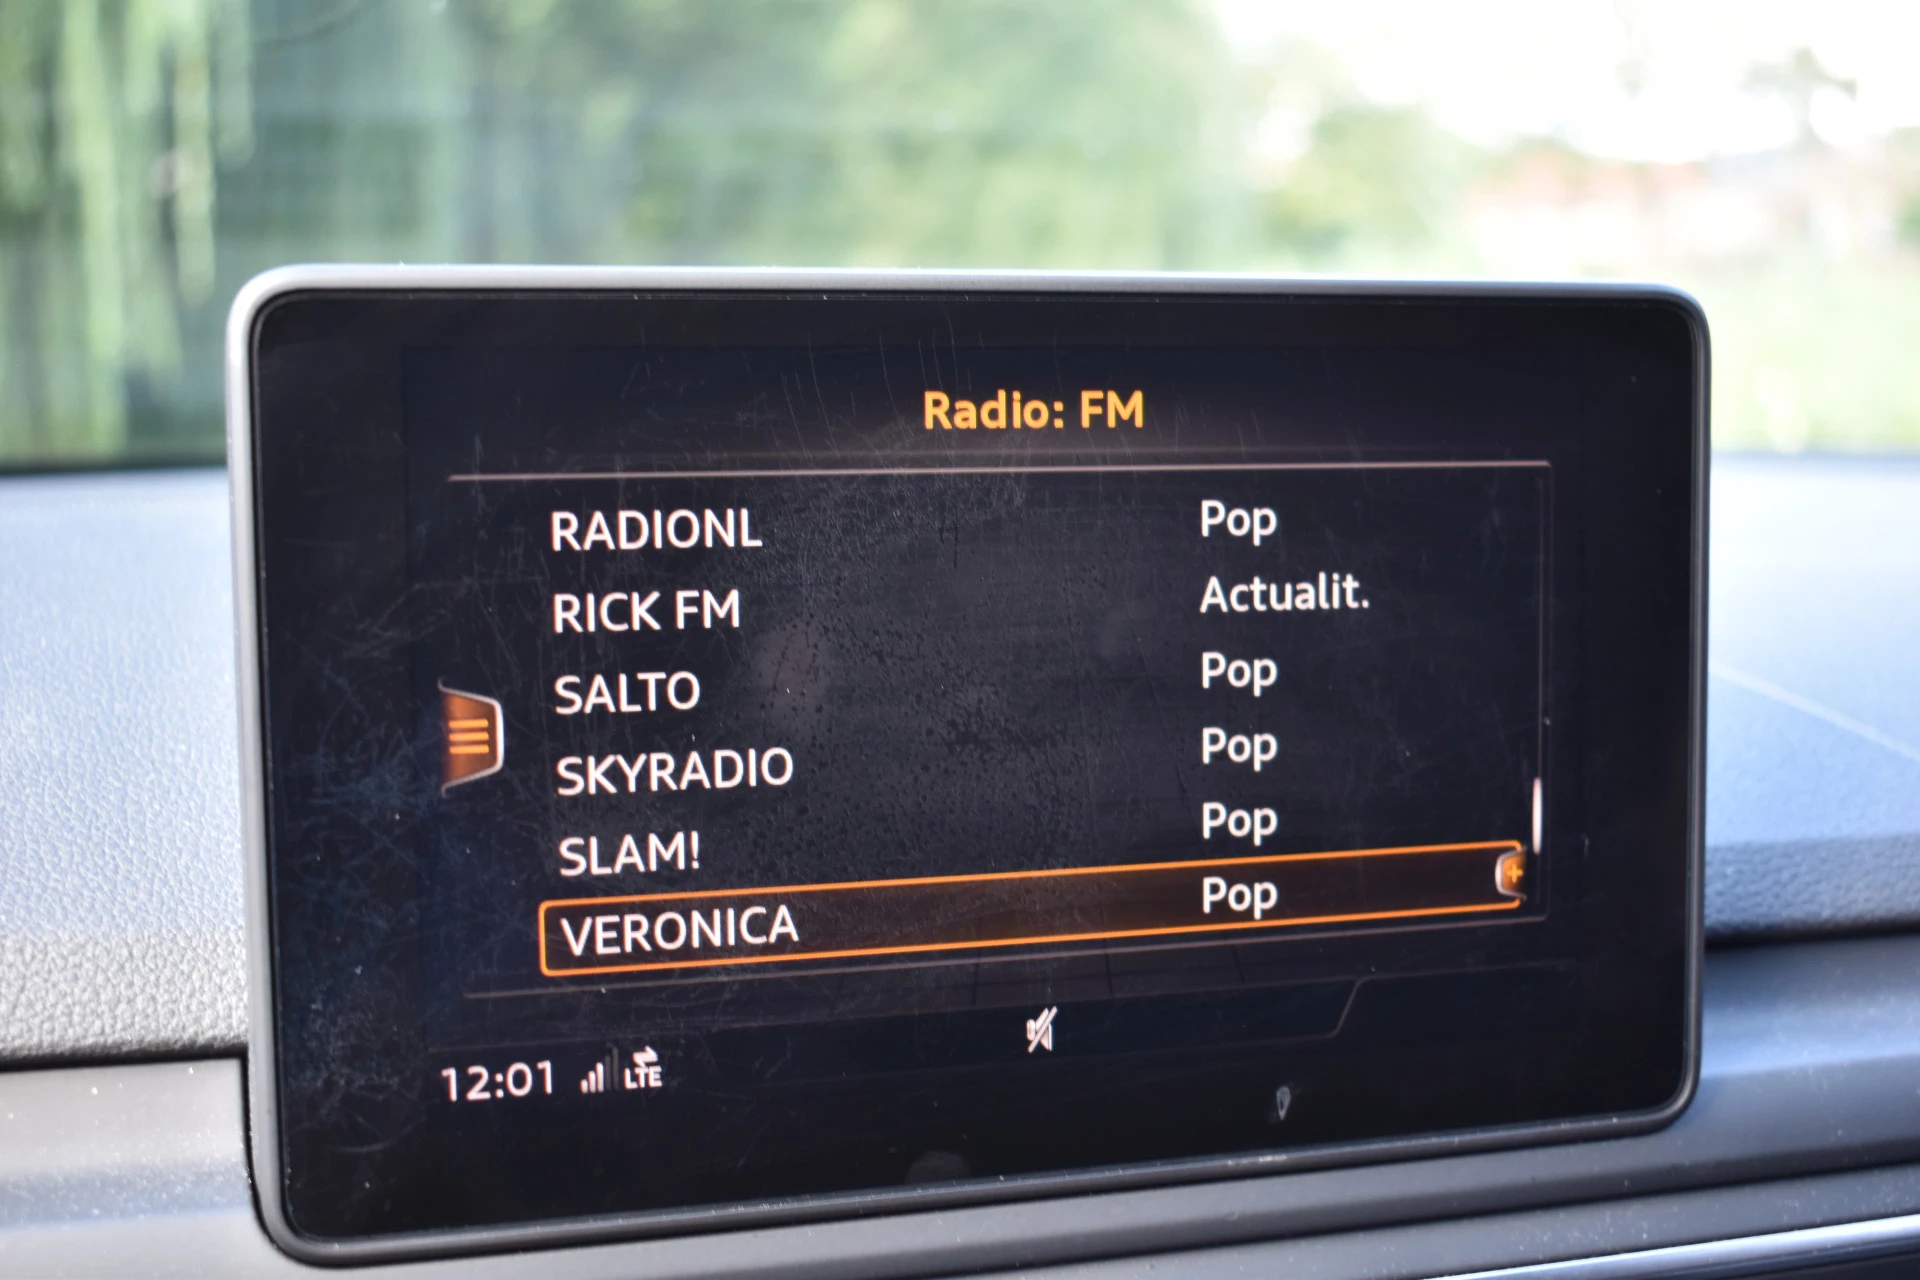 Radio: FM
RADIONL Pop
RICK FM Actualit.
SALTO Pop
SKYRADIO Pop
SLAM! Pop
VERONICA Pop
12:01 LTE